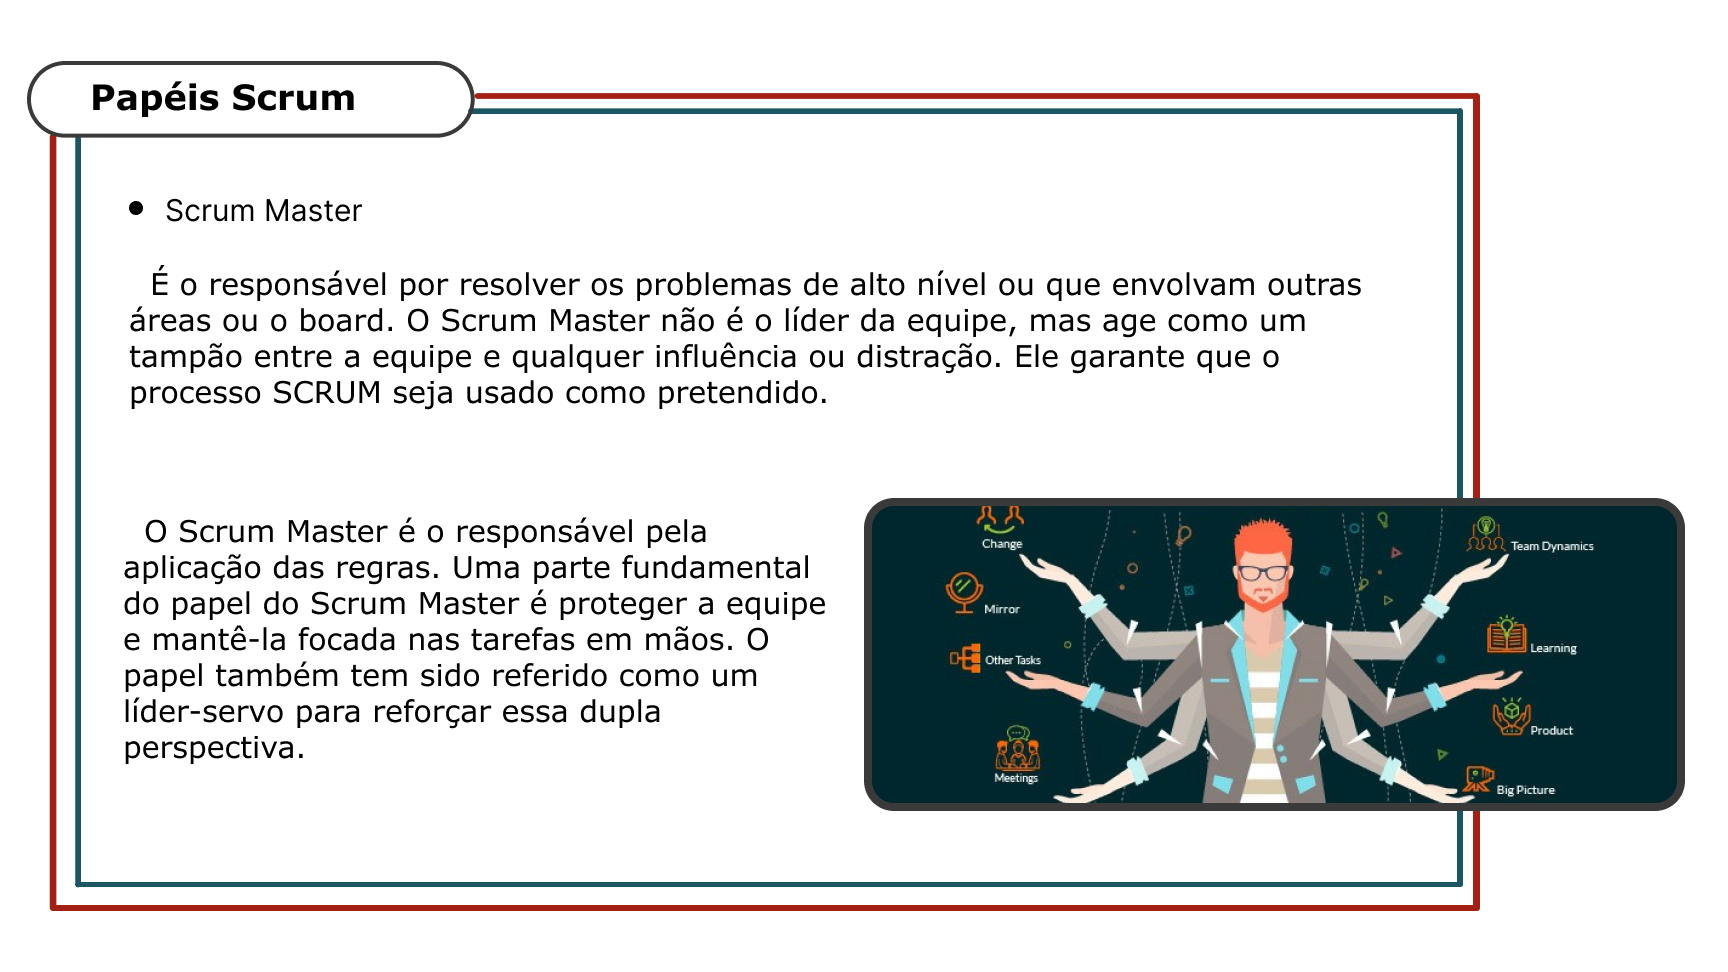 Papéis Scrum
• Scrum Master
É o responsável por resolver os problemas de alto nível ou que envolvam outras
áreas ou o board. O Scrum Master não é o líder da equipe, mas age como um
tampão entre a equipe e qualquer influência ou distração. Ele garante que o
processo SCRUM seja usado como pretendido.
O Scrum Master é o responsável pela
aplicação das regras. Uma parte fundamental
do papel do Scrum Master é proteger a equipe
e mantê-la focada nas tarefas em mãos. O
papel também tem sido referido como um
líder-servo para reforçar essa dupla
perspectiva.
Change
Mirror
Other Tasks
Meetings
Team Dynamics
Learning
Product
Big Picture